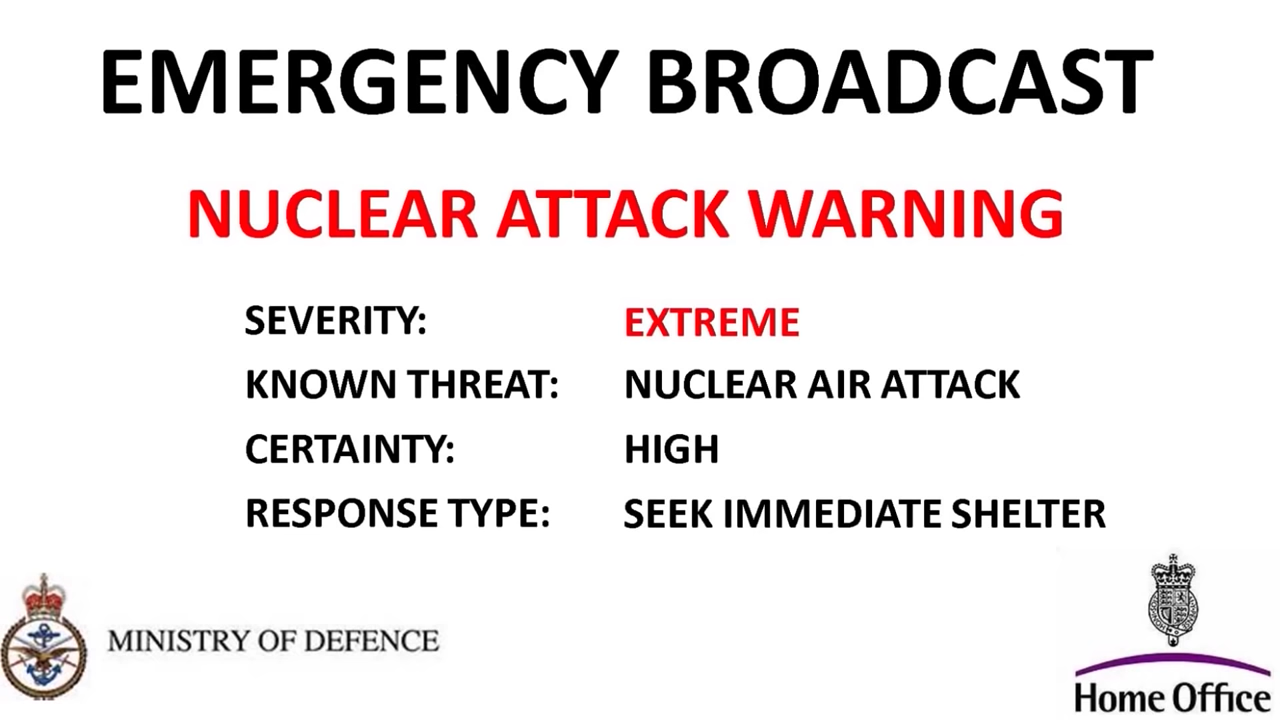 EMERGENCY BROADCAST
NUCLEAR ATTACK WARNING
SEVERITY: EXTREME
KNOWN THREAT: NUCLEAR AIR ATTACK
CERTAINTY: HIGH
RESPONSE TYPE: SEEK IMMEDIATE SHELTER
MINISTRY OF DEFENCE
Home Office